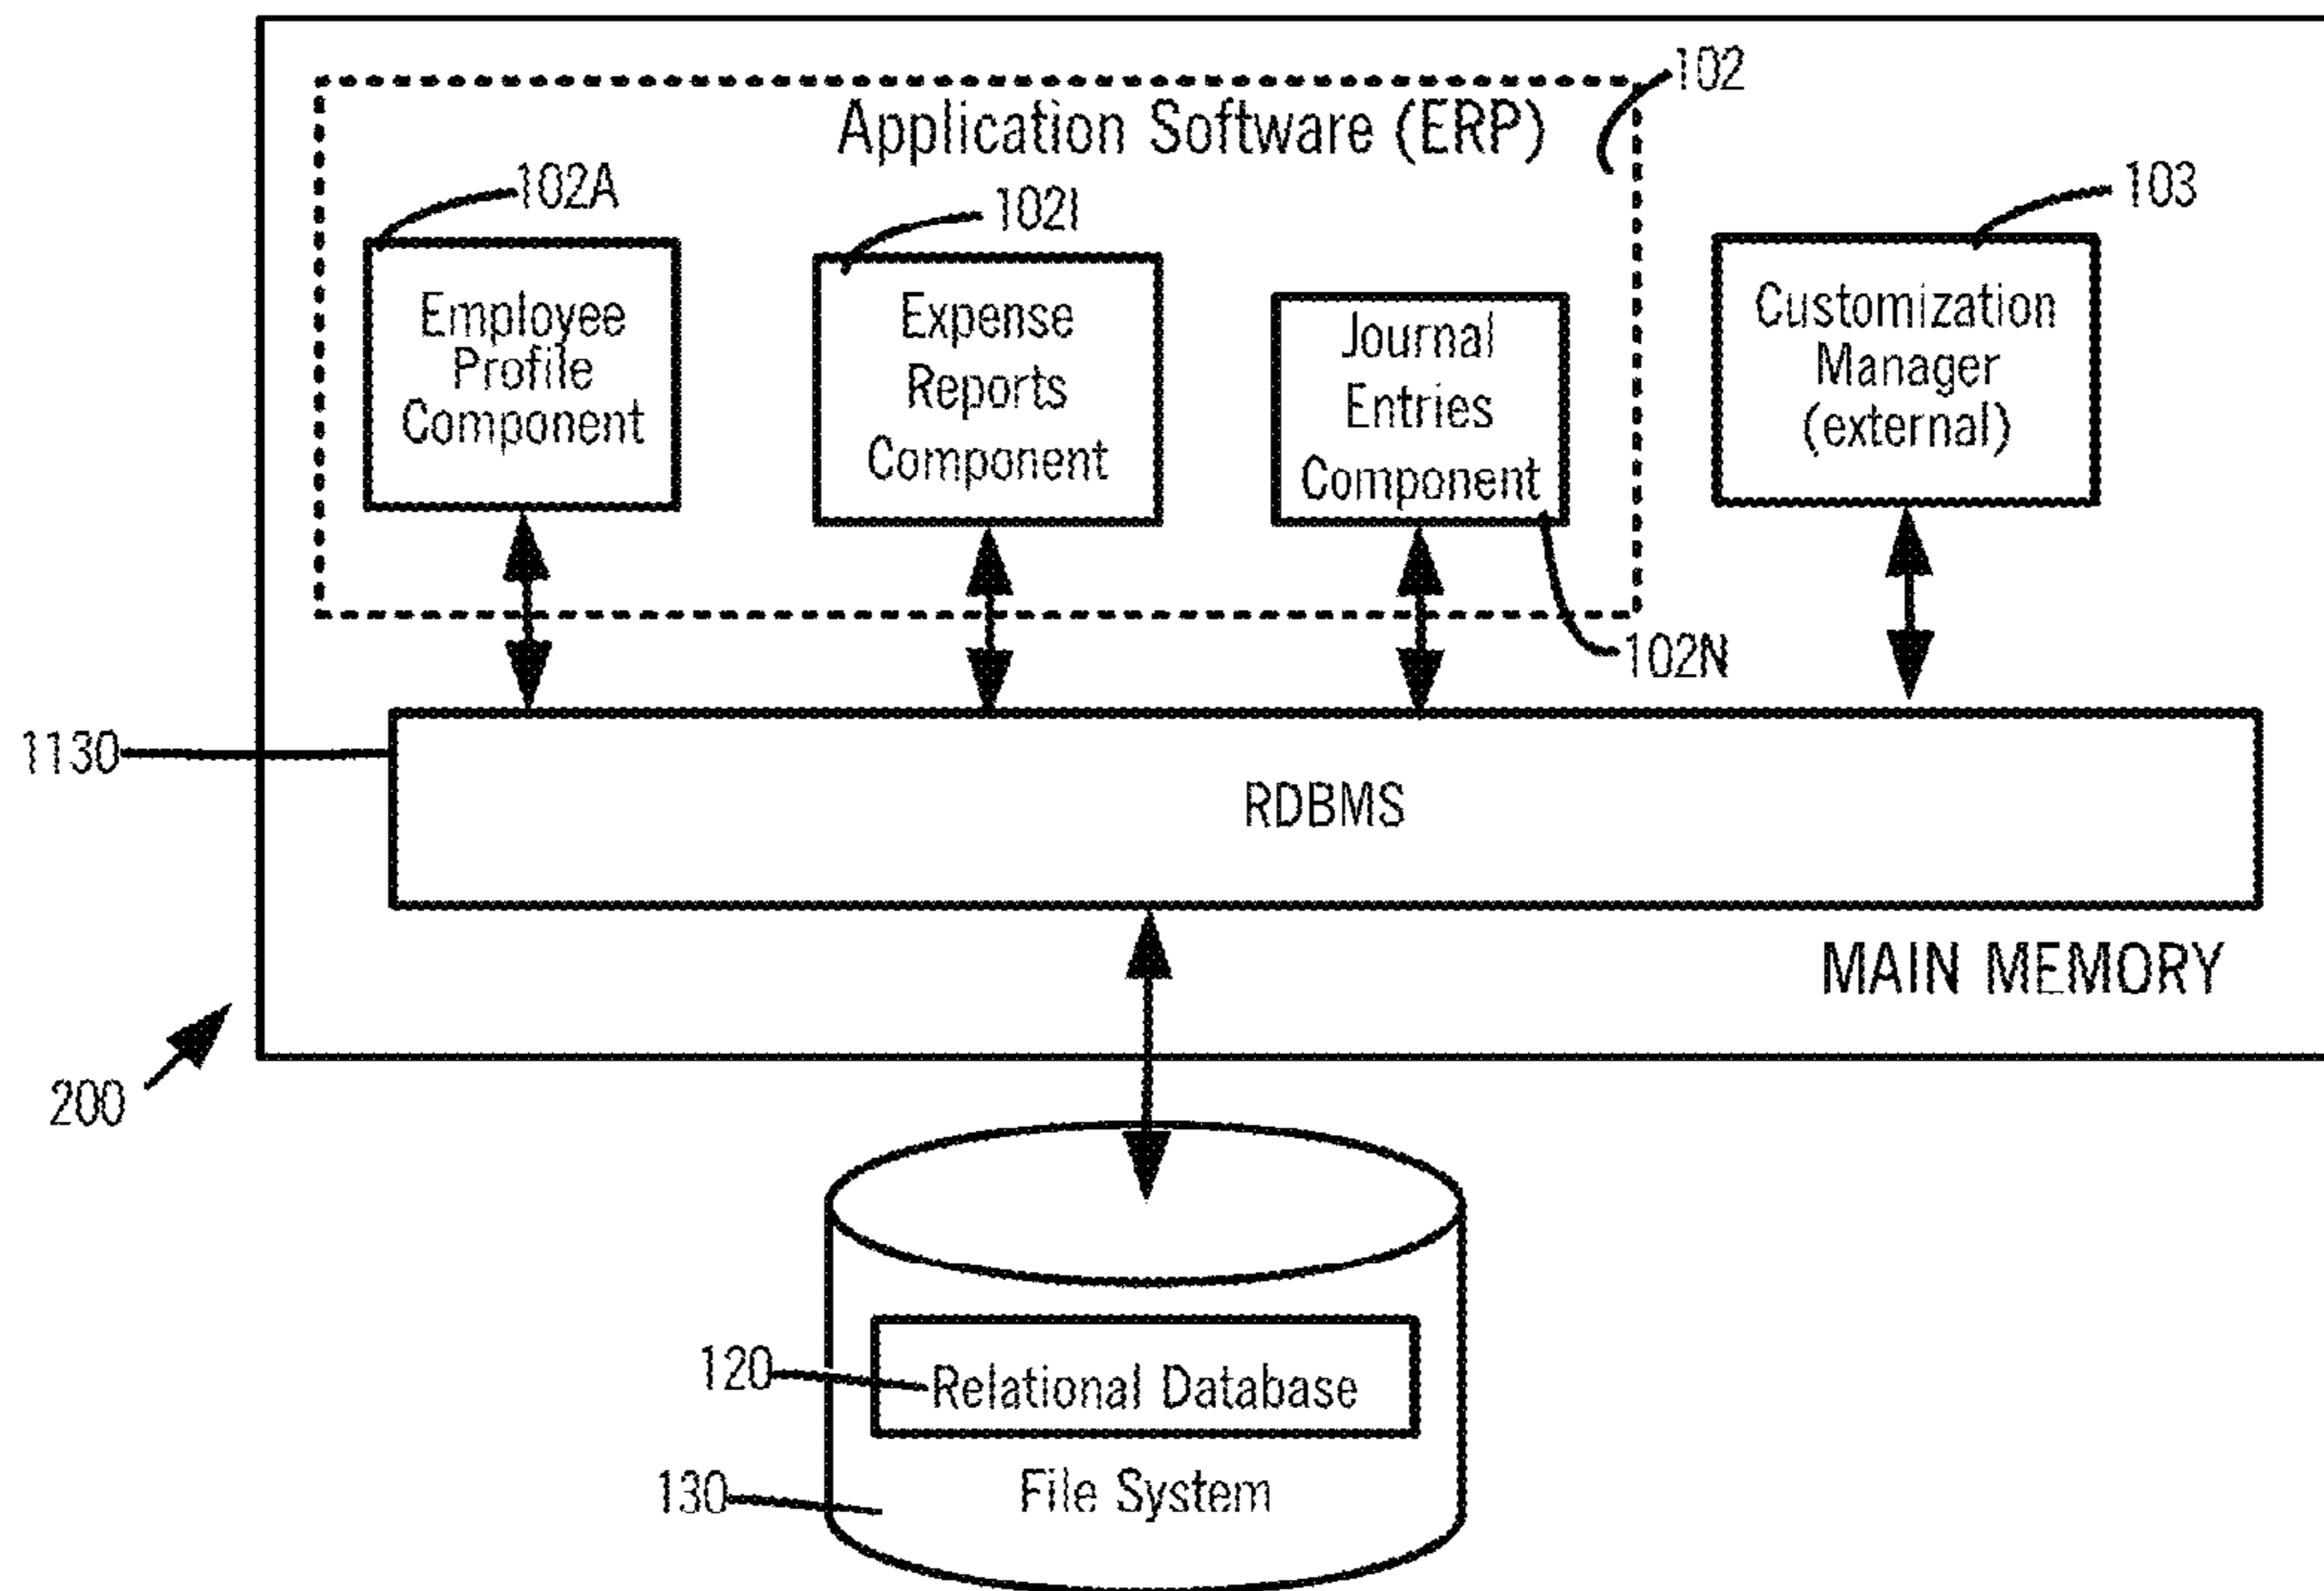 102
Application Software (ERP)
102A
102I
103
Employee
Profile
Component
Expense
Reports
Component
Journal
Entries
Component
Customization
Manager
(external)
102N
1130
RDBMS
MAIN MEMORY
200
120
Relational Database
130
File System